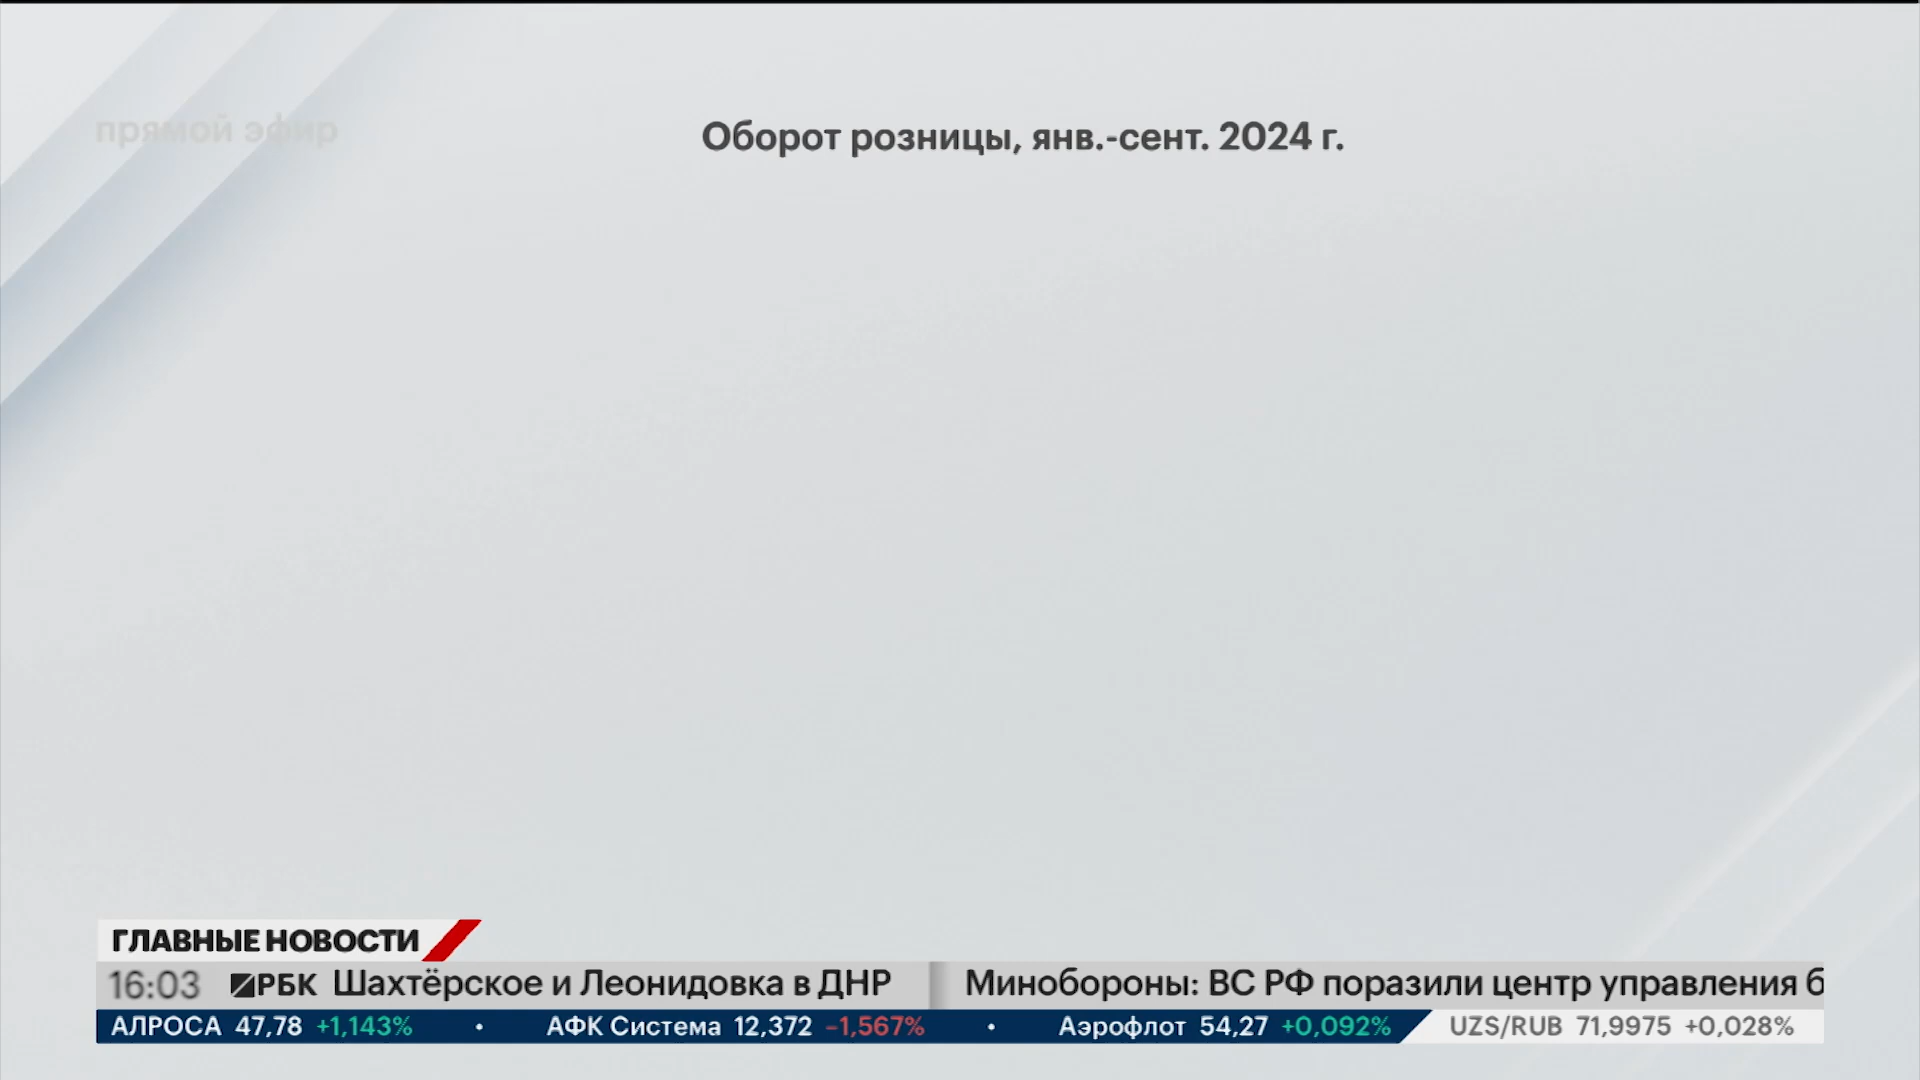 прямой эфир
Оборот розницы, янв.-сент. 2024 г.
ГЛАВНЫЕ НОВОСТИ
16:03 РБК Шахтёрское и Леонидовка в ДНР Минобороны: ВС РФ поразили центр управления б
АЛРОСА 47,78 +1,143% • АФК Система 12,372 -1,567% • Аэрофлот 54,27 +0,092% UZS/RUB 71,9975 +0,028%